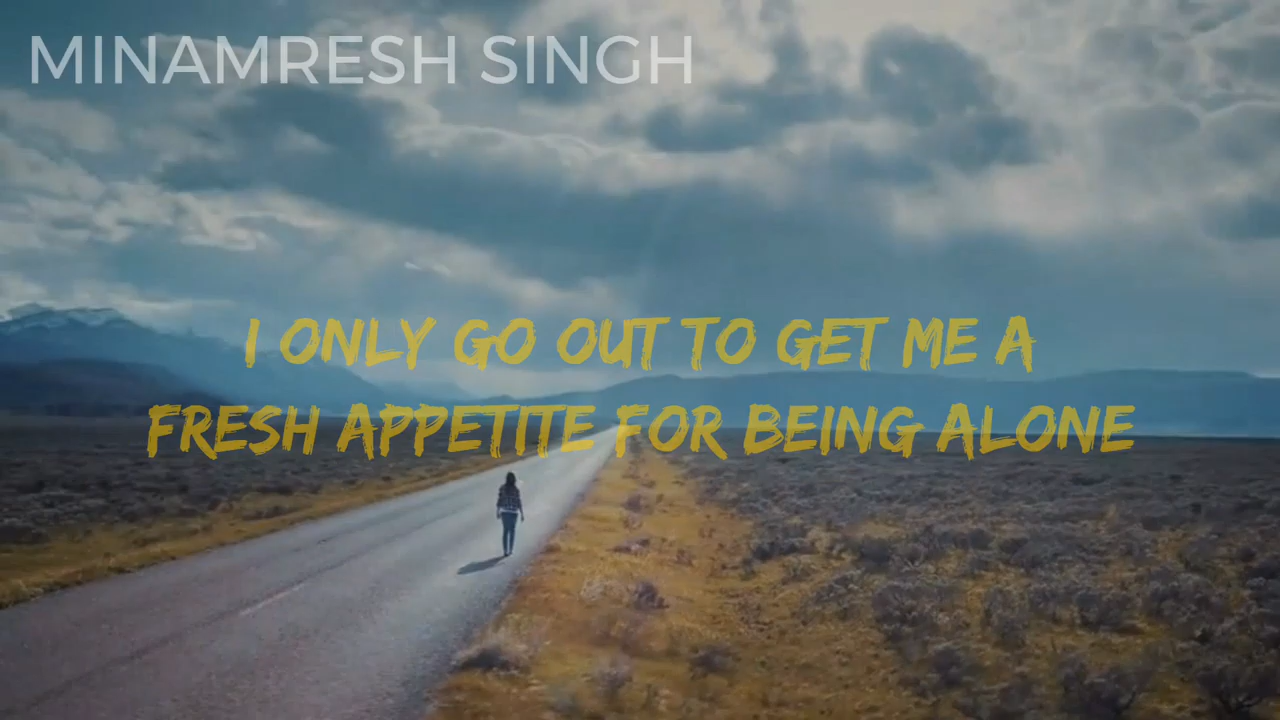 MINAMRESH SINGH
I ONLY GO OUT TO GET ME A
FRESH APPETITE FOR BEING ALONE